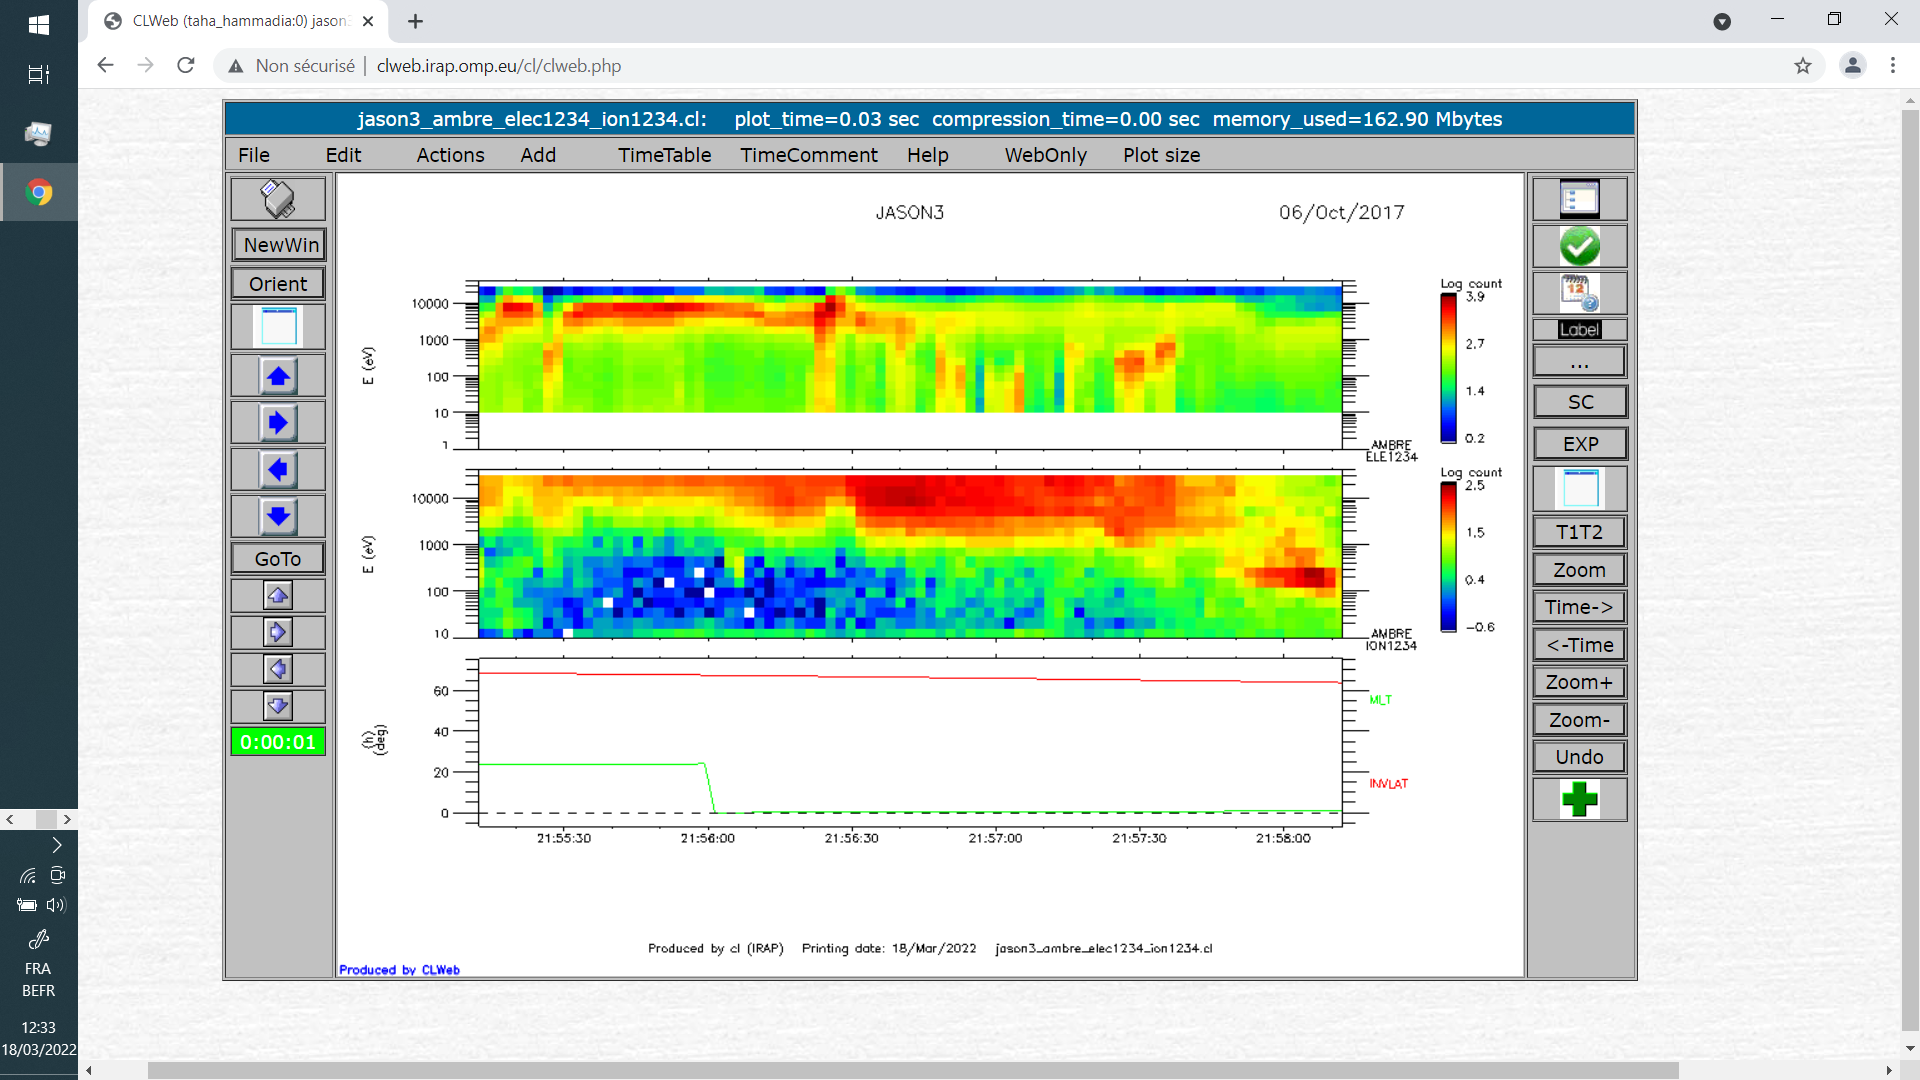 CLWeb (taha_hammadia:0) jason3
Non sécurisé | clweb.irap.omp.eu/cl/clweb.php
jason3_ambre_elec1234_ion1234.cl: plot_time=0.03 sec compression_time=0.00 sec memory_used=162.90 Mbytes
File Edit Actions Add TimeTable TimeComment Help WebOnly Plot size
NewWin
Orient
GoTo
0:00:01
JASON3
06/Oct/2017
E (eV)
10000
1000
100
10
1
Log count
3.9
2.7
1.4
0.2
AMBRE
ELE1234
E (eV)
10000
1000
100
10
Log count
2.5
1.5
0.4
-0.6
AMBRE
ION1234
(h)
(deg)
60
40
20
0
MLT
INVLAT
21:55:30 21:56:00 21:56:30 21:57:00 21:57:30 21:58:00
Produced by cl (IRAP) Printing date: 18/Mar/2022 jason3_ambre_elec1234_ion1234.cl
Produced by CLWeb
12
Label
...
SC
EXP
T1T2
Zoom
Time->
<-Time
Zoom+
Zoom-
Undo
FRA
BEFR
12:33
18/03/2022